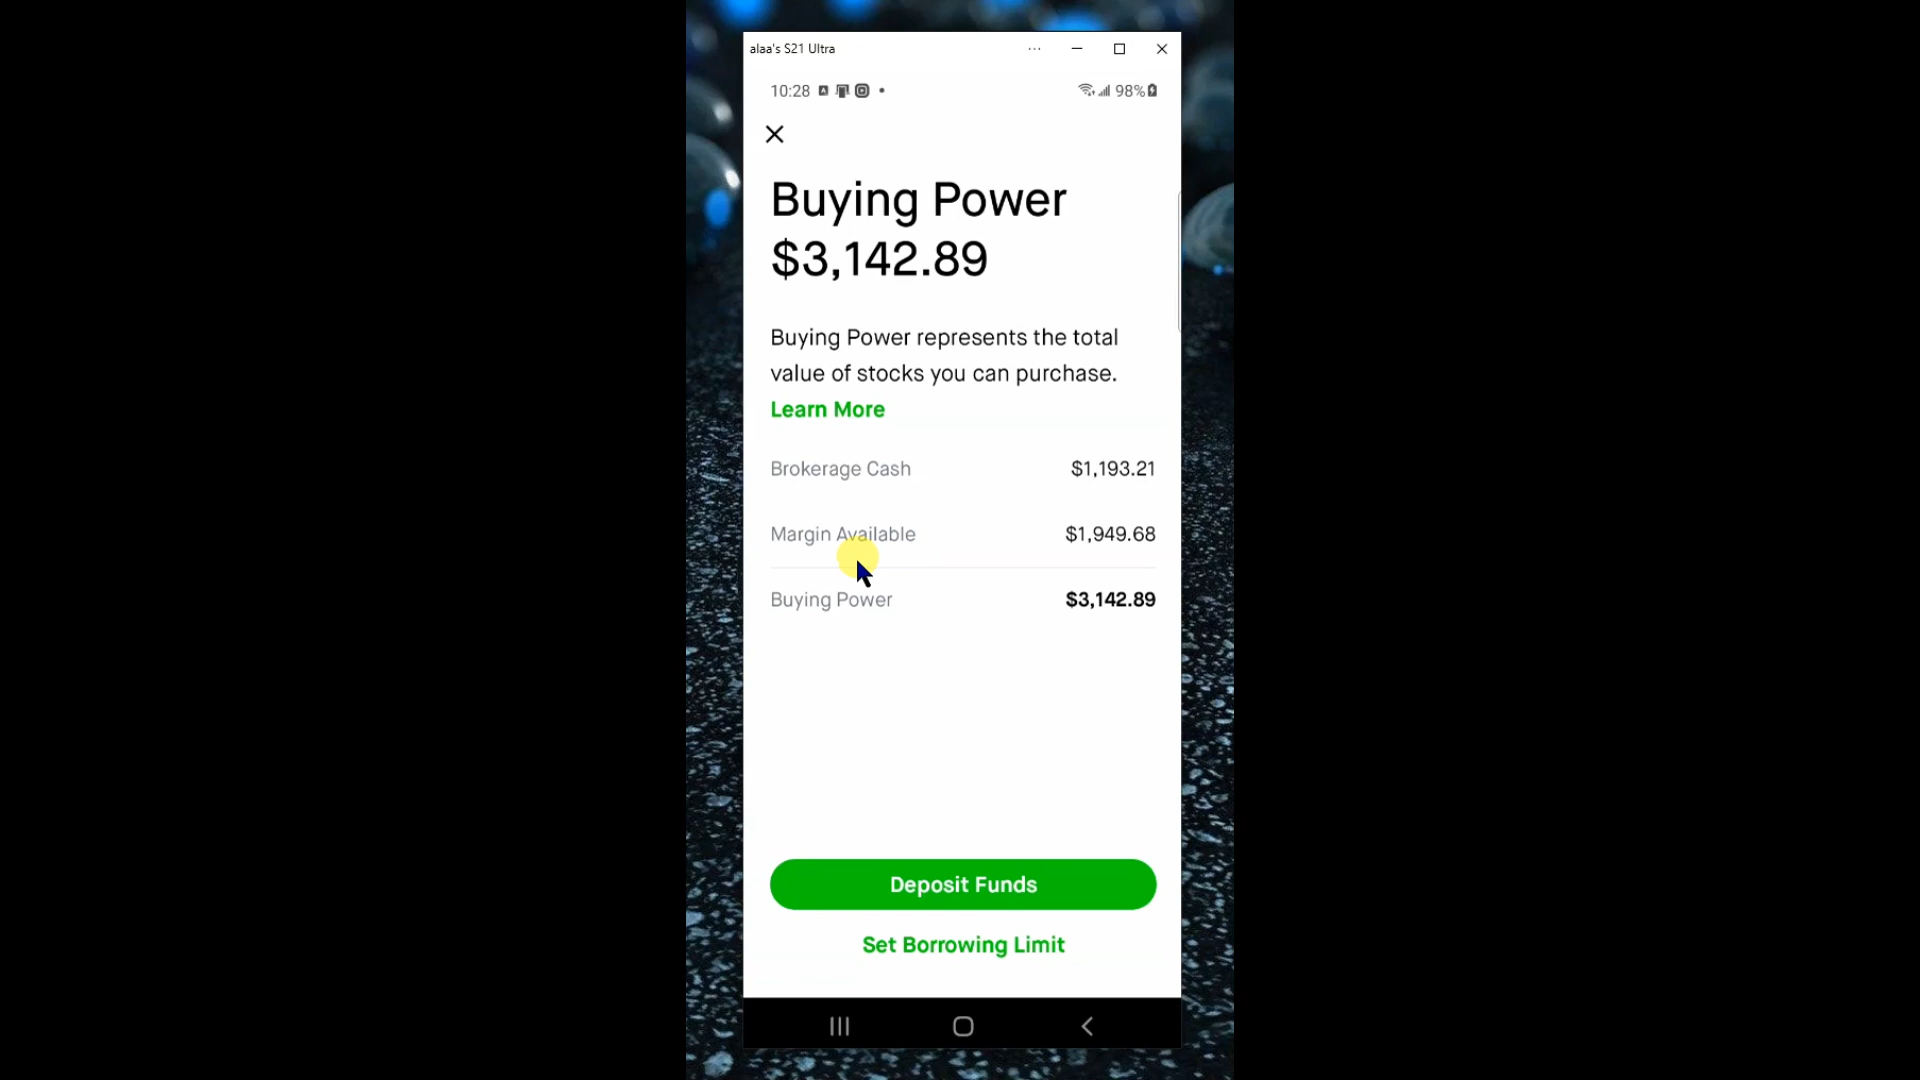 alaa's S21 Ultra
10:28 98%
Buying Power
$3,142.89
Buying Power represents the total
value of stocks you can purchase.
Learn More
Brokerage Cash $1,193.21
Margin Available $1,949.68
Buying Power $3,142.89
Deposit Funds
Set Borrowing Limit